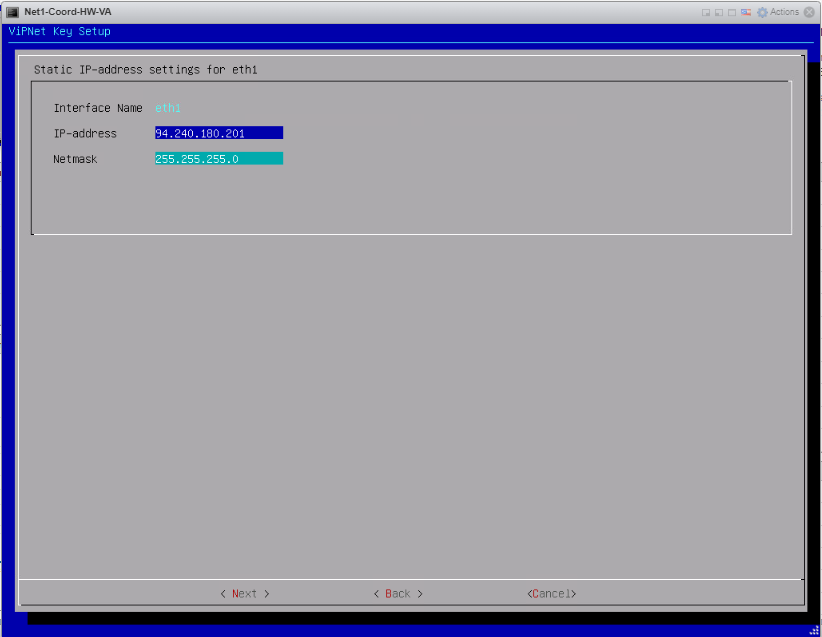 Net1-Coord-HW-VA Actions
ViPNet Key Setup
Static IP-address settings for eth1
Interface Name eth1
IP-address 94.240.180.201
Netmask 255.255.255.0
< Next > < Back > <Cancel>